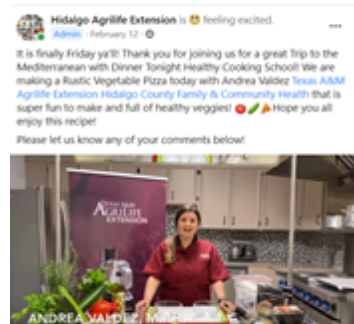 Hidalgo Agrilife Extension is 🤩 feeling excited.
Admin · February 12 ·
It is finally Friday ya'll! Thank you for joining us for a great Trip to the
Mediterranean with Dinner Tonight Healthy Cooking School! We are
making a Rustic Vegetable Pizza today with Andrea Valdez Texas A&M
Agrilife Extension Hidalgo County Family & Community Health that is
super fun to make and full of healthy veggies! 🍅🥒🍕Hope you all
enjoy this recipe!
Please let us know any of your comments below!
TEXAS A&M
AGRILIFE
EXTENSION
ANDREA VALDEZ,